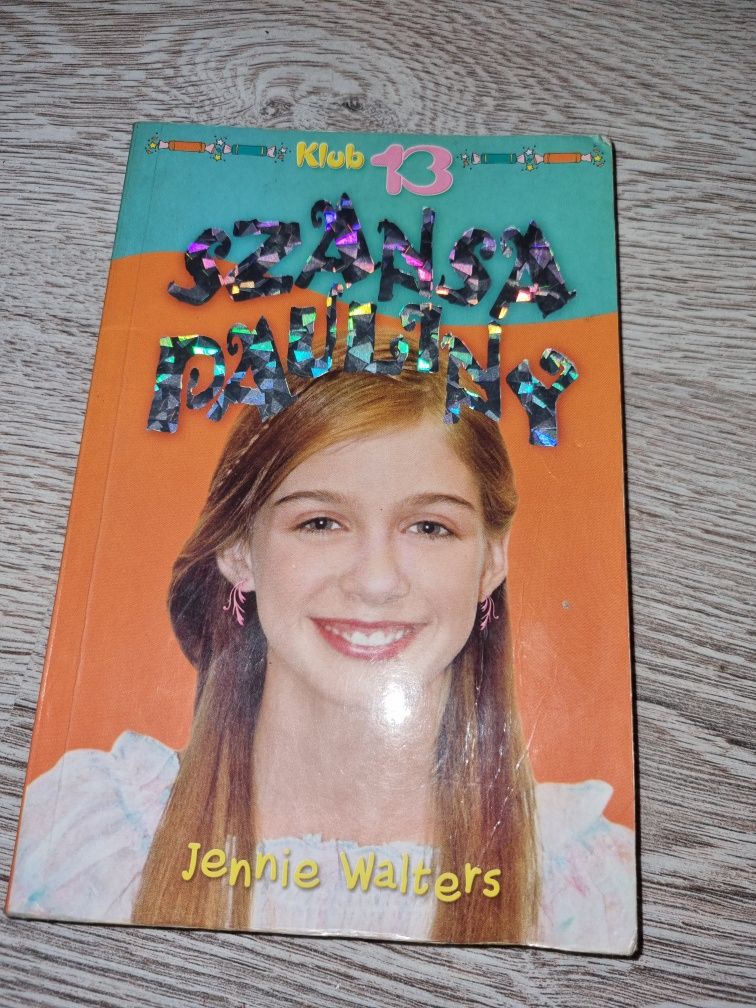 Klub 13
SZANSA
PAULINY
Jennie Walters